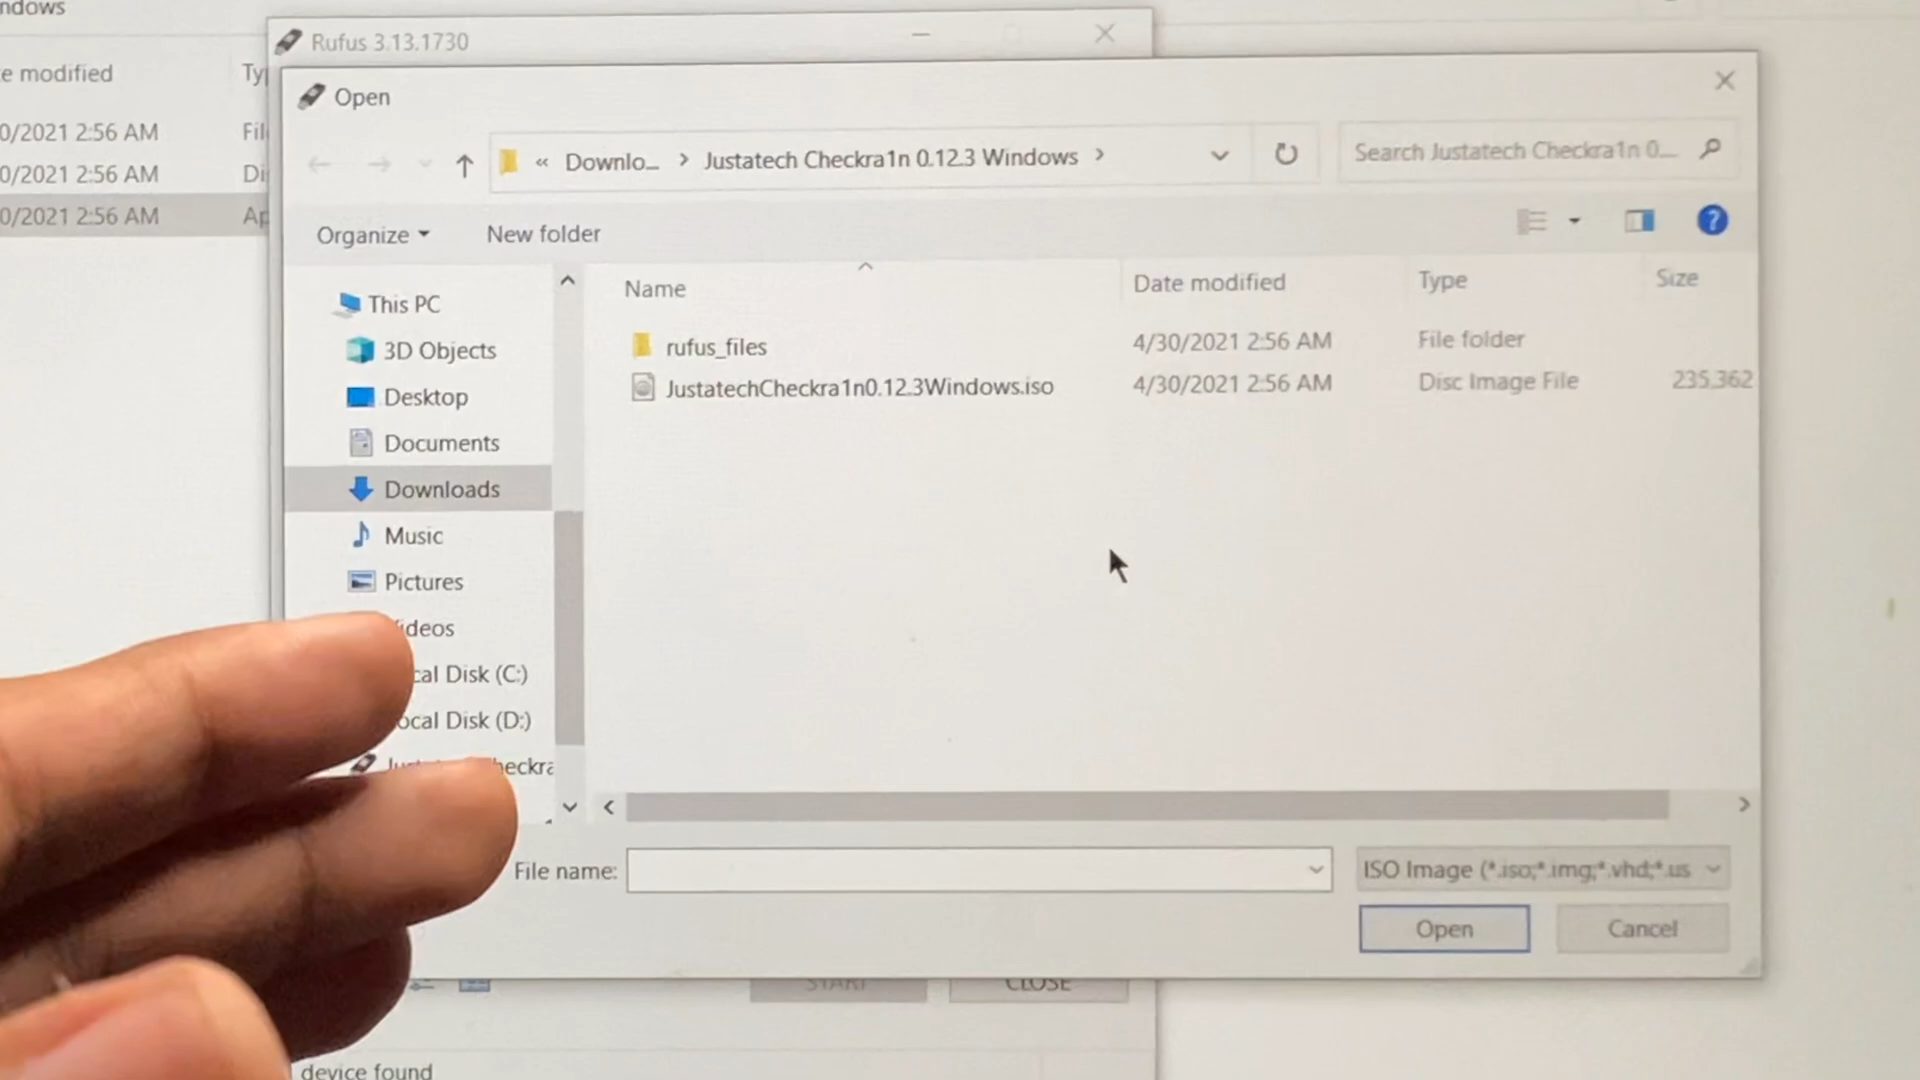 ndows
Rufus 3.13.1730
e modified Typ
Open
0/2021 2:56 AM Fil
« Downlo... > Justatech Checkra1n 0.12.3 Windows >
Search Justatech Checkra1n 0....
0/2021 2:56 AM Di
0/2021 2:56 AM Ap
Organize
New folder
?
Name Date modified Type Size
This PC
3D Objects
Desktop
Documents
Downloads
Music
Pictures
ideos
cal Disk (C:)
ocal Disk (D:)
heckra
rufus_files 4/30/2021 2:56 AM File folder
JustatechCheckra1n0.12.3Windows.iso 4/30/2021 2:56 AM Disc Image File 235,362
File name:
ISO Image (*.iso;*.img;*.vhd;*.us
Open
Cancel
START
CLOSE
device found